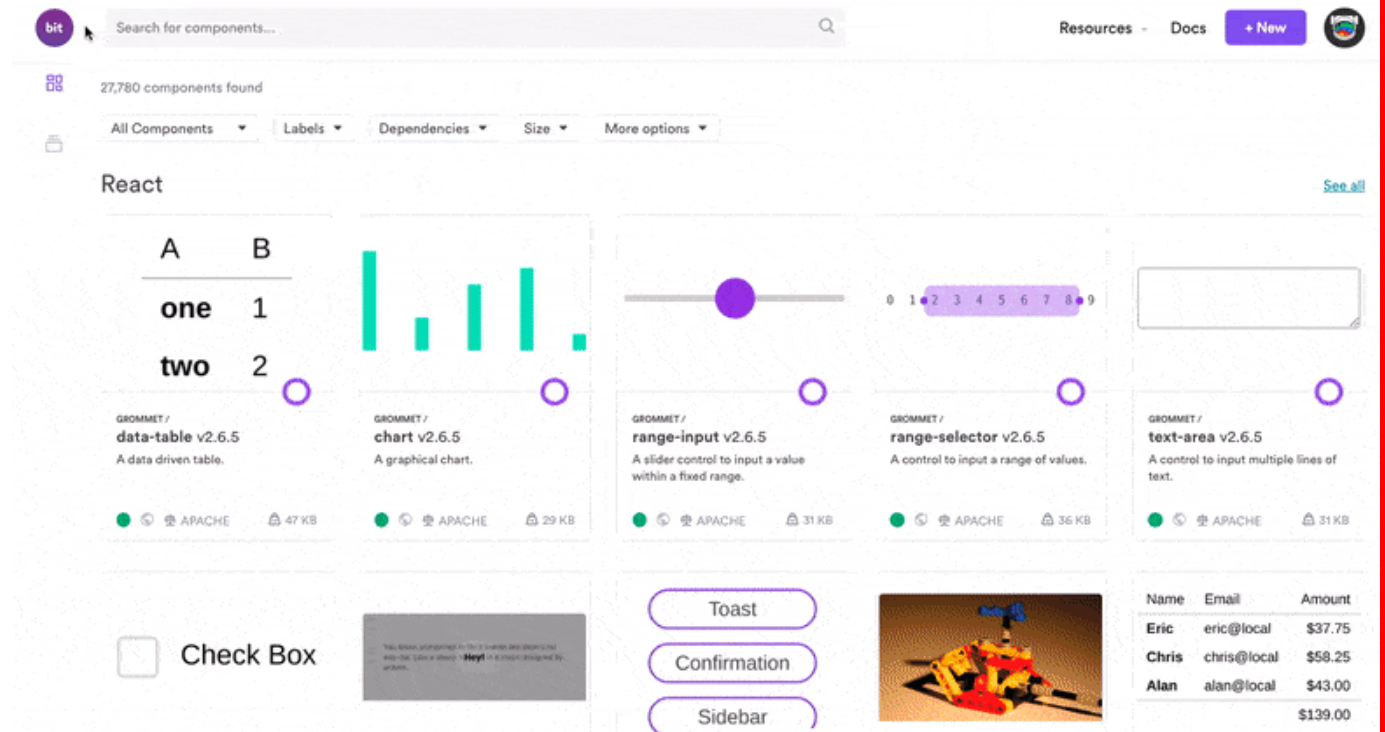 bit
Search for components...
Resources
Docs
+ New
27,780 components found
All Components
Labels
Dependencies
Size
More options
React
See all
A B
one 1
two 2
0 1 2 3 4 5 6 7 8 9
GROMMET /
data-table v2.6.5
A data driven table.
APACHE
47 KB
GROMMET /
chart v2.6.5
A graphical chart.
APACHE
29 KB
GROMMET /
range-input v2.6.5
A slider control to input a value
within a fixed range.
APACHE
31 KB
GROMMET /
range-selector v2.6.5
A control to input a range of values.
APACHE
36 KB
GROMMET /
text-area v2.6.5
A control to input multiple lines of
text.
APACHE
31 KB
Check Box
Hey!
Toast
Confirmation
Sidebar
Name Email Amount
Eric eric@local $37.75
Chris chris@local $58.25
Alan alan@local $43.00
$139.00